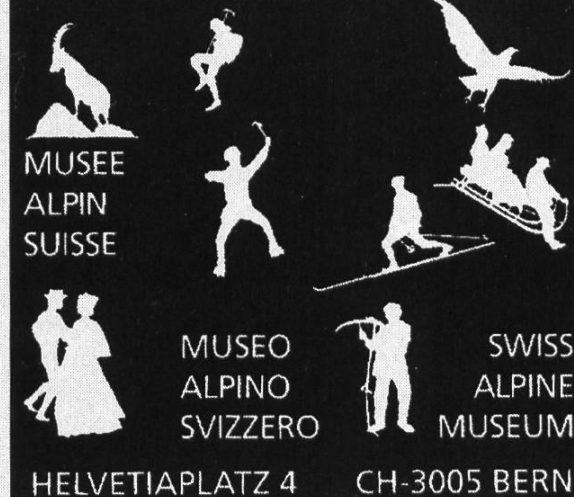 MUSEE
ALPIN
SUISSE
MUSEO
ALPINO
SVIZZERO
SWISS
ALPINE
MUSEUM
HELVETIAPLATZ 4 CH-3005 BERN